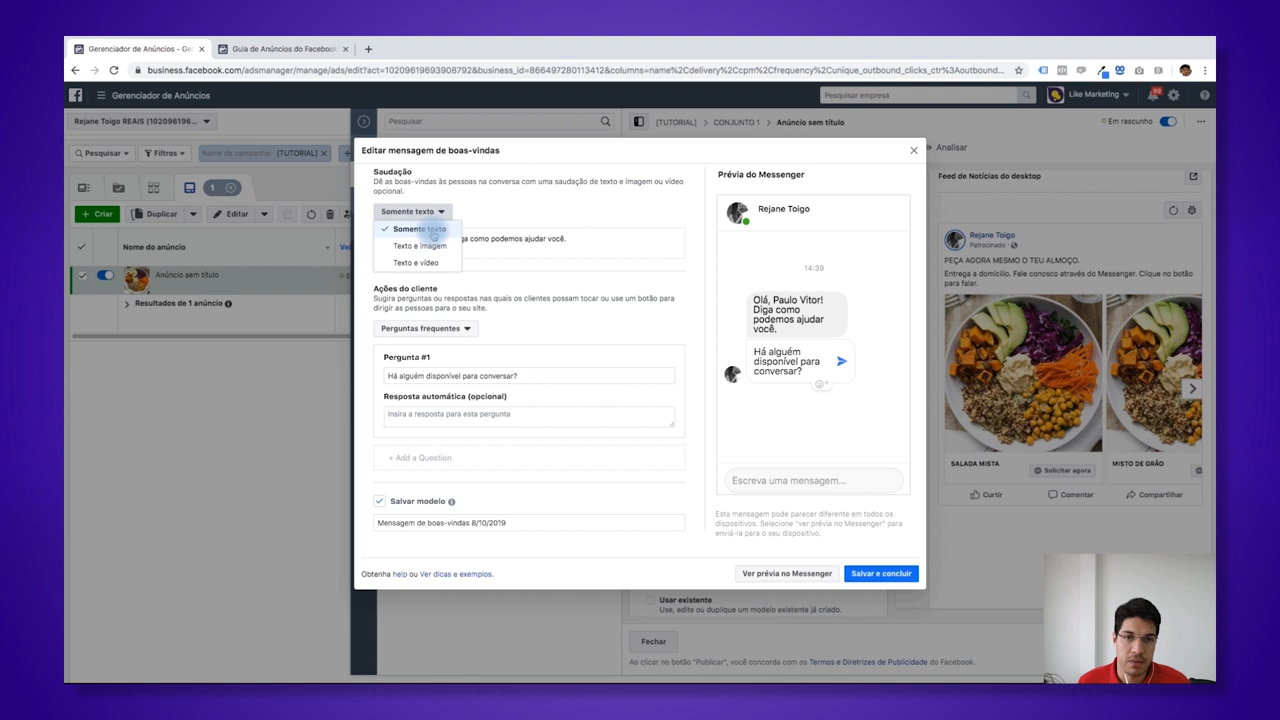 Gerenciador de Anúncios - Ge
Guia de Anúncios do Facebook
business.facebook.com/adsmanager/manage/ads/edit?act=10209619693908792&business_id=866497280113412&columns=name%2Cdelivery%2Ccpm%2Cfrequency%2Cunique_outbound_clicks_ctr%3Aoutbound...
Gerenciador de Anúncios
Pesquisar empresa
Like Marketing
99
Rejane Toigo REAIS (102096196...
Pesquisar
[TUTORIAL] > CONJUNTO 1 > Anúncio sem título
Em rascunho
Pesquisar
Filtros
Nome da campanha: [TUTORIAL]
Analisar
1
Criar
Duplicar
Editar
Nome do anúncio
Anúncio sem título
Resultados de 1 anúncio
Editar mensagem de boas-vindas
Saudação
Dê as boas-vindas às pessoas na conversa com uma saudação de texto e imagem ou vídeo
opcional.
Somente texto
Somente texto
Texto e imagem
Texto e vídeo
iga como podemos ajudar você.
Ações do cliente
Sugira perguntas ou respostas nas quais os clientes possam tocar ou use um botão para
dirigir as pessoas para o seu site.
Perguntas frequentes
Pergunta #1
Há alguém disponível para conversar?
Resposta automática (opcional)
Insira a resposta para esta pergunta
+ Add a Question
Salvar modelo
Mensagem de boas-vindas 8/10/2019
Obtenha help ou Ver dicas e exemplos.
Prévia do Messenger
Rejane Toigo
14:39
Olá, Paulo Vitor!
Diga como
podemos ajudar
você.
Há alguém
disponível para
conversar?
Escreva uma mensagem...
Esta mensagem pode parecer diferente em todos os
dispositivos. Selecione "ver prévia no Messenger" para
enviá-la para o seu dispositivo.
Ver prévia no Messenger
Salvar e concluir
Feed de Notícias do desktop
Rejane Toigo
Patrocinado
PEÇA AGORA MESMO O TEU ALMOÇO.
Entrega a domicílio. Fale conosco através do Messenger. Clique no botão
para falar.
SALADA MISTA
Solicitar agora
MISTO DE GRÃO
Curtir
Comentar
Compartilhar
Usar existente
Use, edite ou duplique um modelo existente já criado.
Fechar
Ao clicar no botão "Publicar", você concorda com os Termos e Diretrizes de Publicidade do Facebook.